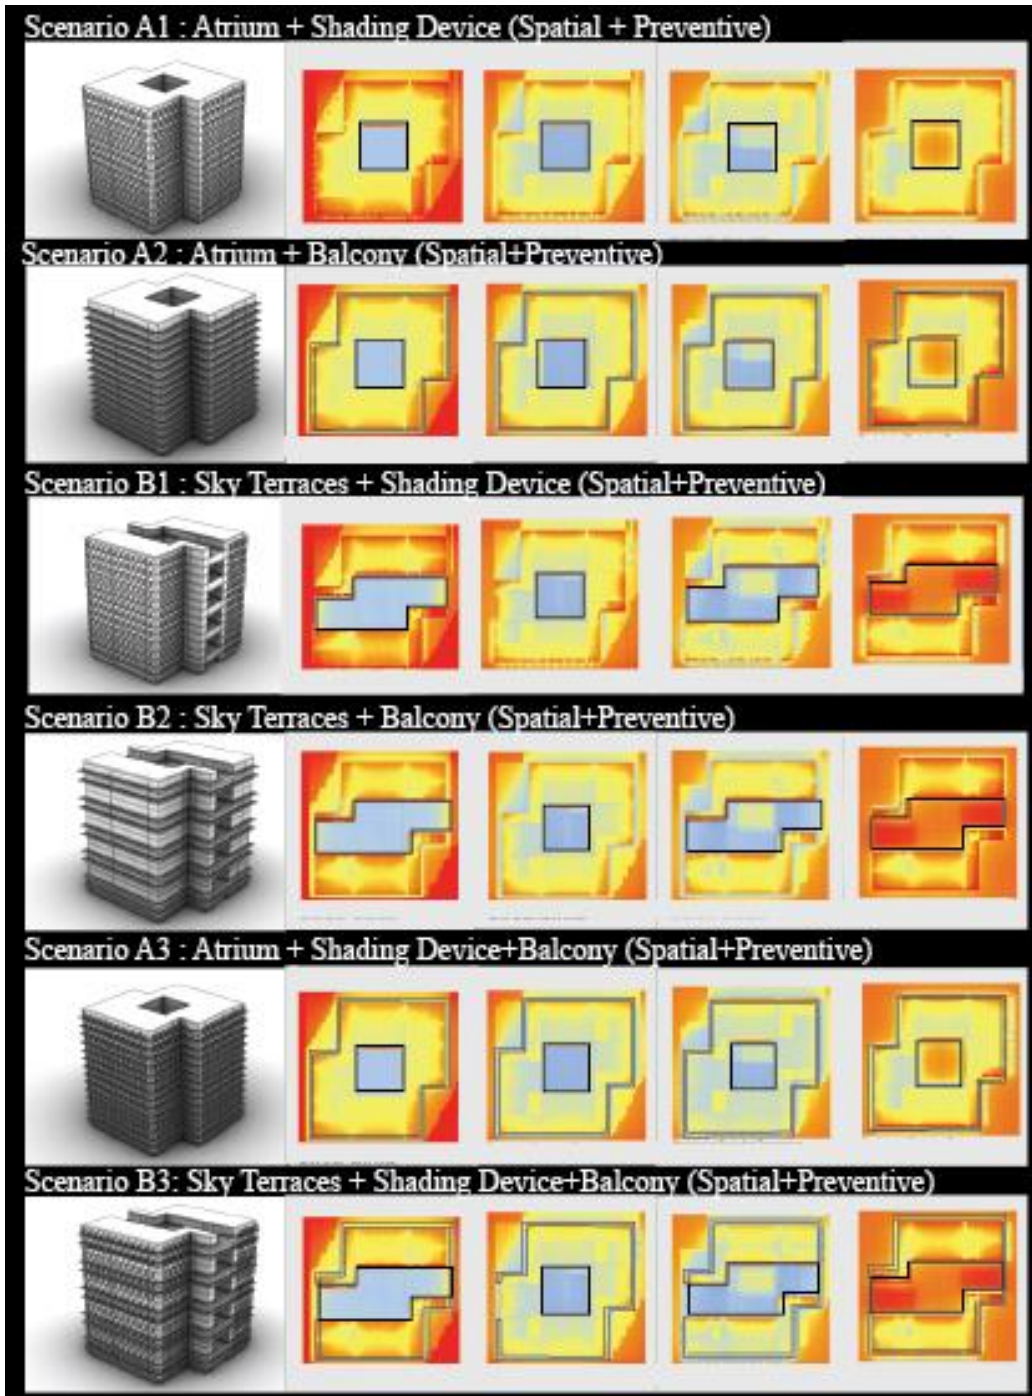 Scenario A1 : Atrium + Shading Device (Spatial + Preventive)
Scenario A2 : Atrium + Balcony (Spatial+Preventive)
Scenario B1 : Sky Terraces + Shading Device (Spatial+Preventive)
Scenario B2 : Sky Terraces + Balcony (Spatial+Preventive)
Scenario A3 : Atrium + Shading Device+Balcony (Spatial+Preventive)
Scenario B3: Sky Terraces + Shading Device+Balcony (Spatial+Preventive)